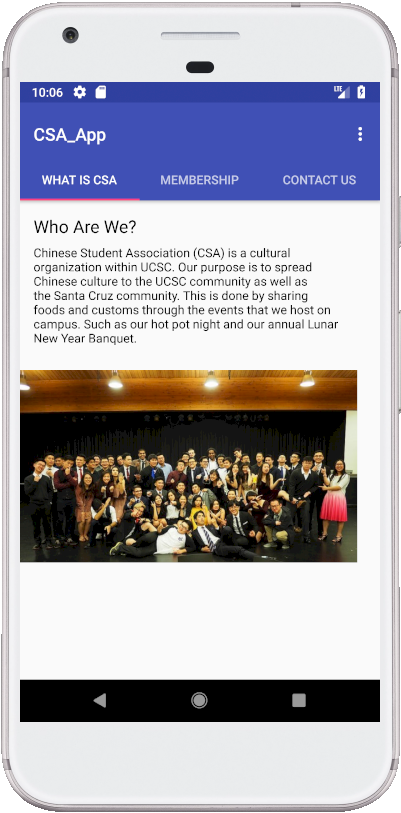 10:06
LTE
CSA_App
WHAT IS CSA
MEMBERSHIP
CONTACT US
Who Are We?
Chinese Student Association (CSA) is a cultural
organization within UCSC. Our purpose is to spread
Chinese culture to the UCSC community as well as
the Santa Cruz community. This is done by sharing
foods and customs through the events that we host on
campus. Such as our hot pot night and our annual Lunar
New Year Banquet.